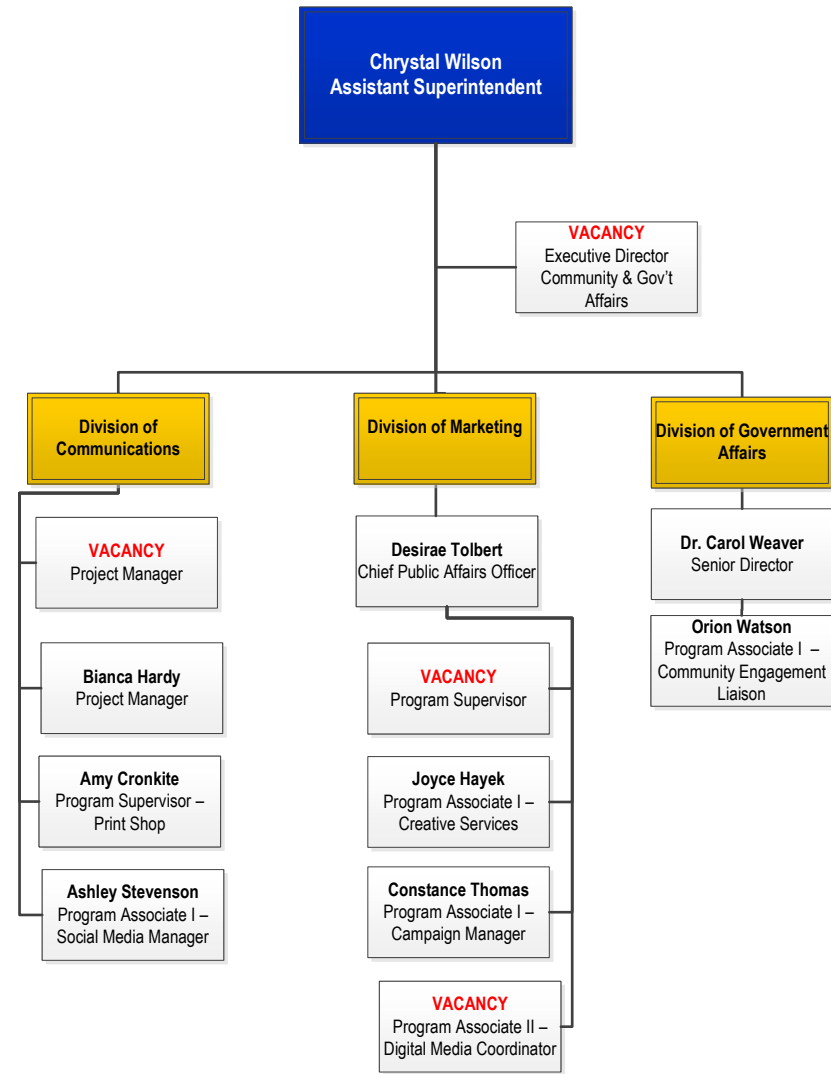 Chrystal Wilson
Assistant Superintendent
VACANCY
Executive Director
Community & Gov't
Affairs
Division of
Communications
VACANCY
Project Manager
Bianca Hardy
Project Manager
Amy Cronkite
Program Supervisor –
Print Shop
Ashley Stevenson
Program Associate I –
Social Media Manager
Division of Marketing
Desirae Tolbert
Chief Public Affairs Officer
VACANCY
Program Supervisor
Joyce Hayek
Program Associate I –
Creative Services
Constance Thomas
Program Associate I –
Campaign Manager
VACANCY
Program Associate II –
Digital Media Coordinator
Division of Government
Affairs
Dr. Carol Weaver
Senior Director
Orion Watson
Program Associate I –
Community Engagement
Liaison